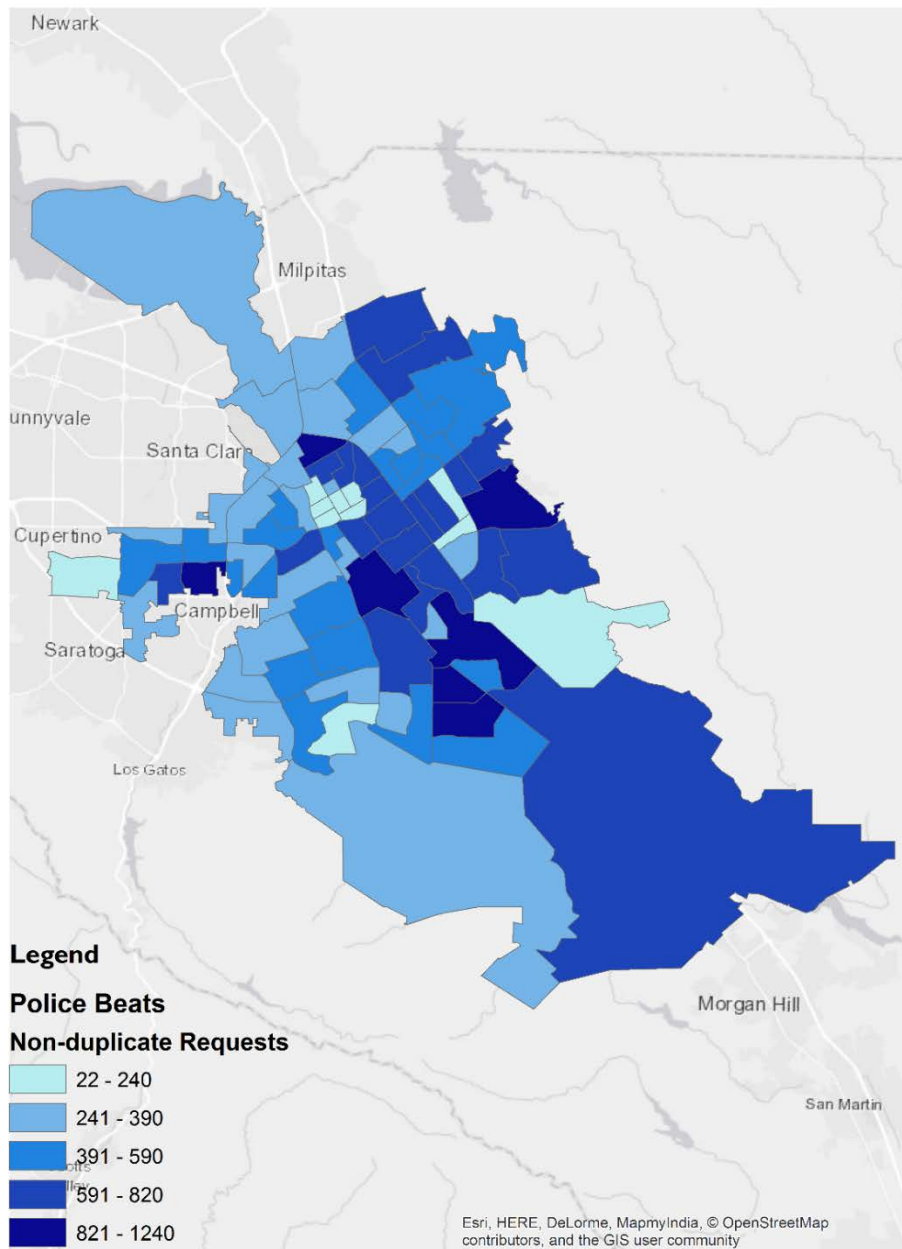 Newark
Milpitas
unnyvale
Santa Clara
Cupertino
Campbell
Saratoga
Los Gatos
Legend
Police Beats
Non-duplicate Requests
22 - 240
241 - 390
391 - 590
591 - 820
821 - 1240
Morgan Hill
San Martin
otts
lley
Esri, HERE, DeLorme, MapmyIndia, © OpenStreetMap
contributors, and the GIS user community